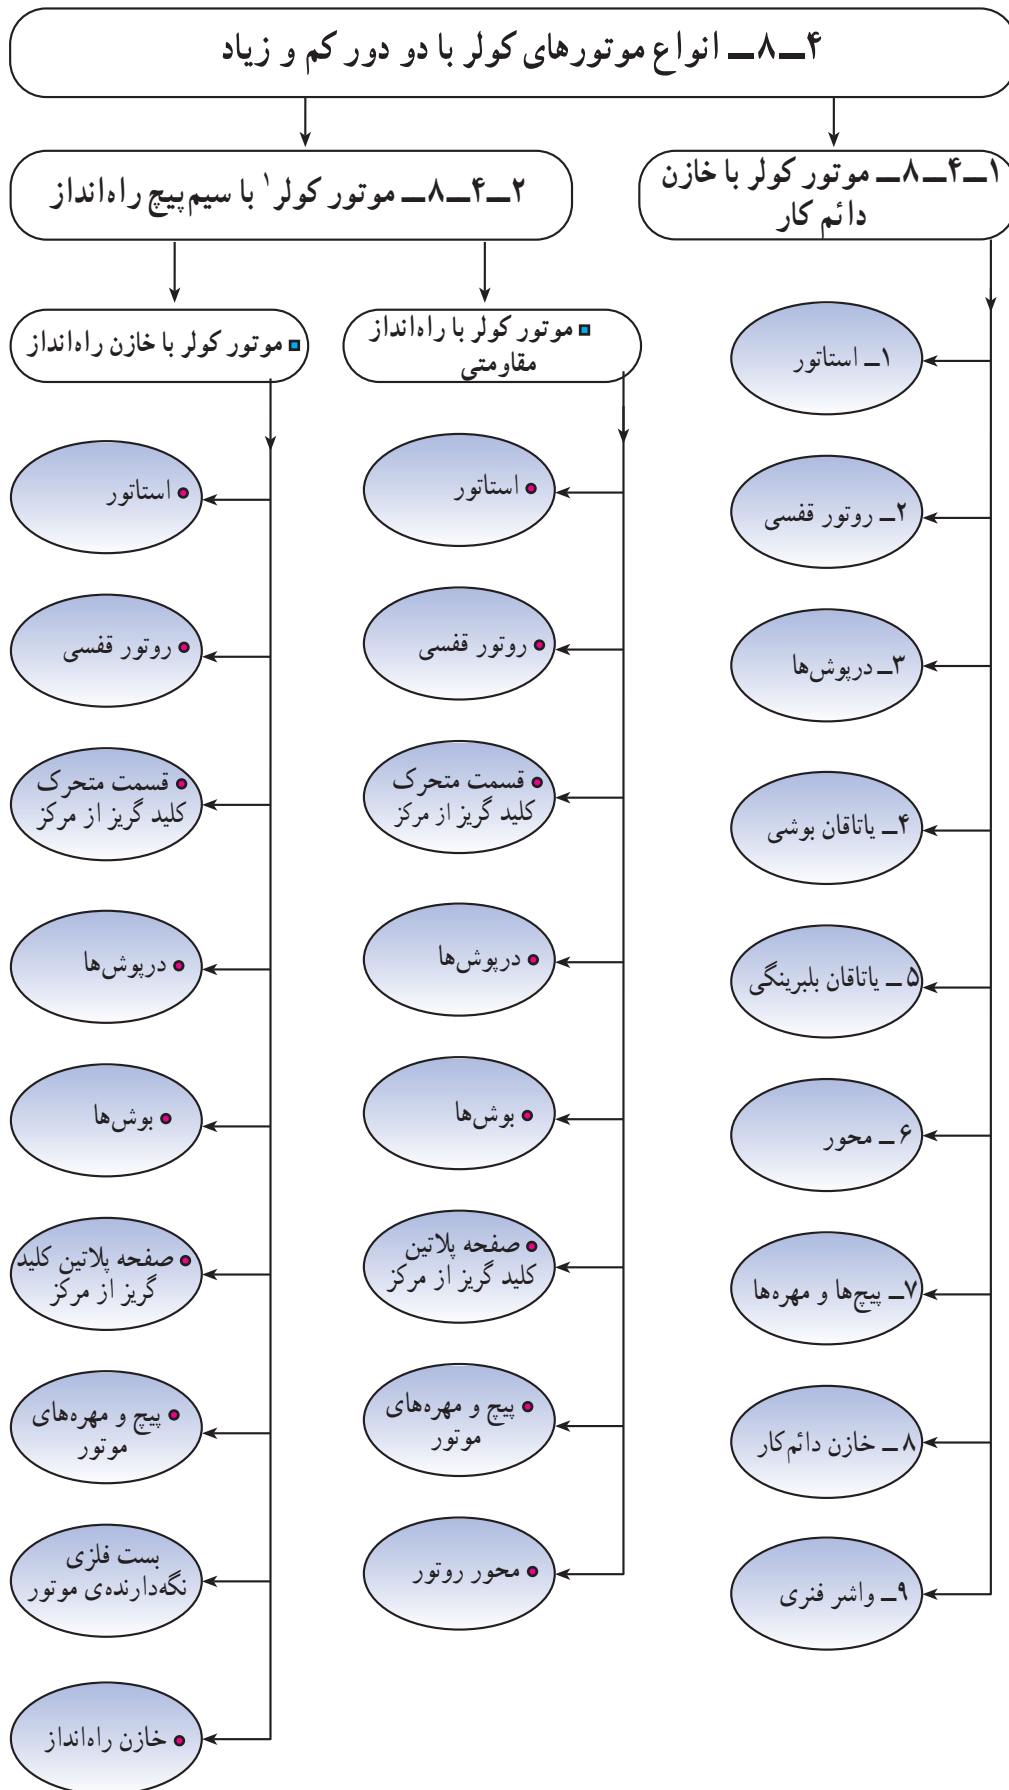 ۴ــ۸ــ انواع موتورهای کولر با دو دور کم و زیاد
۱ــ۴ــ۸ــ موتور کولر با خازن
دائم کار
۲ــ۴ــ۸ــ موتور کولر۱ با سیم‌پیچ راه‌انداز
موتور کولر با راه‌انداز
مقاومتی
موتور کولر با خازن راه‌انداز
۱ــ استاتور
۲ــ روتور قفسی
۳ــ درپوش‌ها
۴ــ یاتاقان بوشی
۵ ــ یاتاقان بلبرینگی
۶ ــ محور
۷ــ پیچ‌ها و مهره‌ها
۸ ــ خازن دائم‌کار
۹ــ واشر فنری
استاتور
روتور قفسی
قسمت متحرک
کلید گریز از مرکز
درپوش‌ها
بوش‌ها
صفحه پلاتین
کلید گریز از مرکز
پیچ و مهره‌های
موتور
محور روتور
استاتور
روتور قفسی
قسمت متحرک
کلید گریز از مرکز
درپوش‌ها
بوش‌ها
صفحه پلاتین کلید
گریز از مرکز
پیچ و مهره‌های
موتور
بست فلزی
نگه‌دارنده‌ی موتور
خازن راه‌انداز